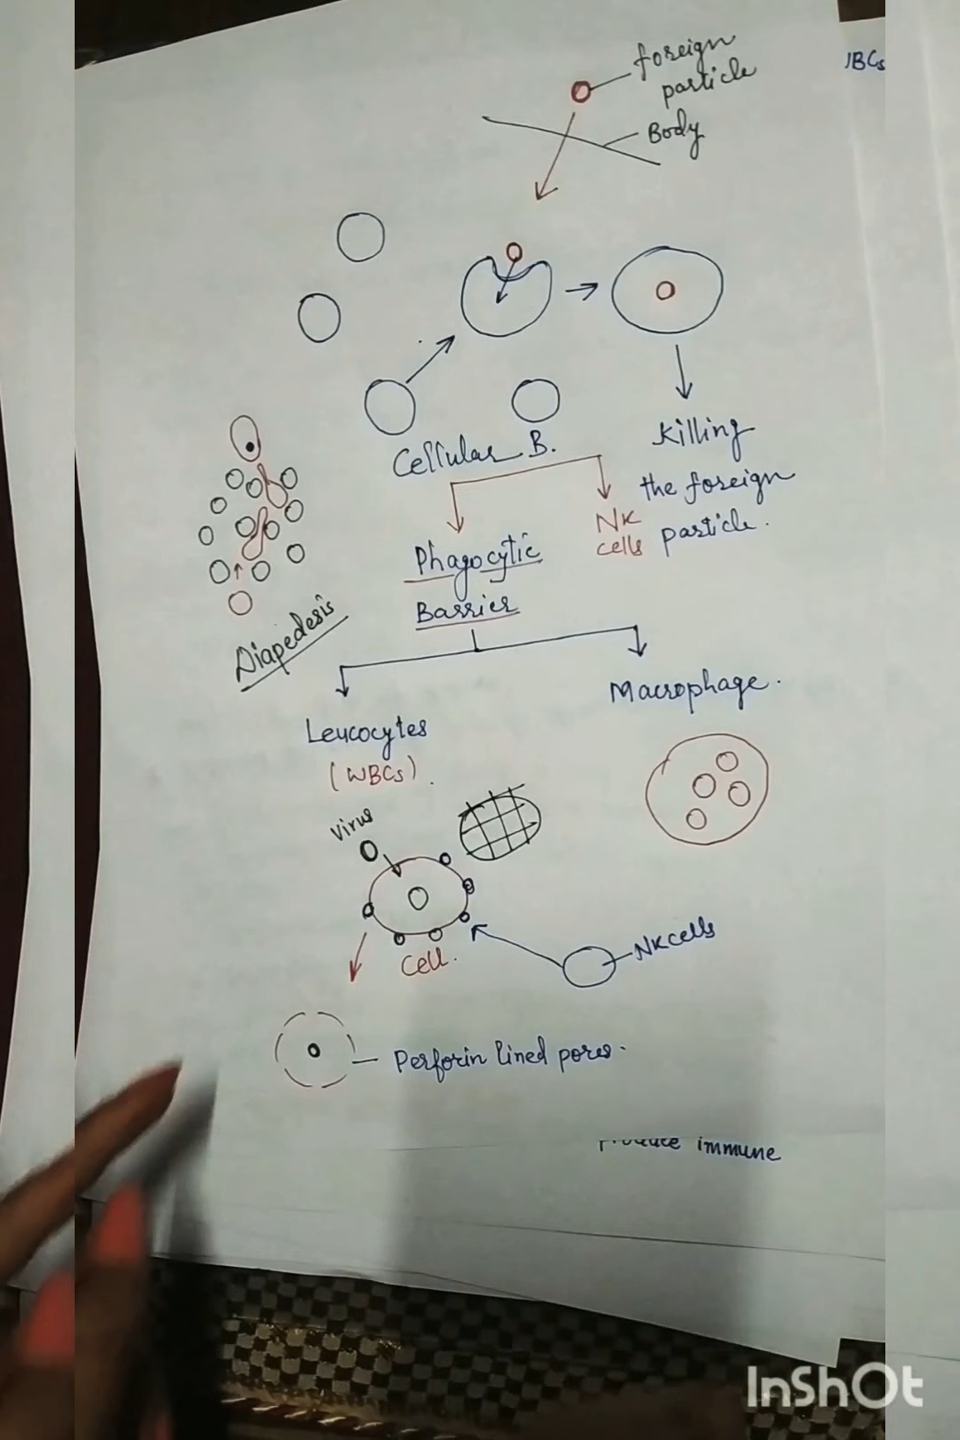 foreign
particle
Body
Cellular B.
Killing
the foreign
particle.
NK
cells
Phagocytic
Barrier
Diapedesis
Leucocytes
(WBCs).
Macrophage.
Virus
Cell.
NK cells
Perforin lined pores.
immune
InShOt